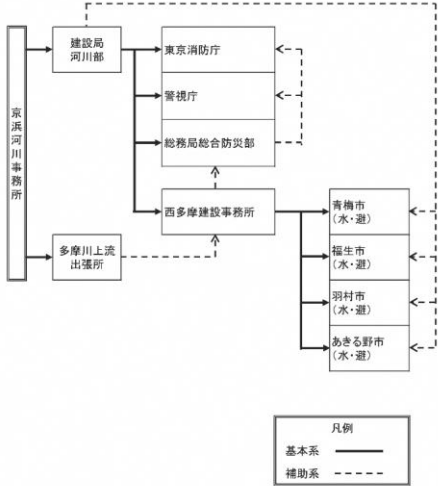 京浜河川事務所
建設局
河川部
東京消防庁
警視庁
総務局総合防災部
西多摩建設事務所
多摩川上流
出張所
青梅市
(水・避)
福生市
(水・避)
羽村市
(水・避)
あきる野市
(水・避)
凡例
基本系
補助系